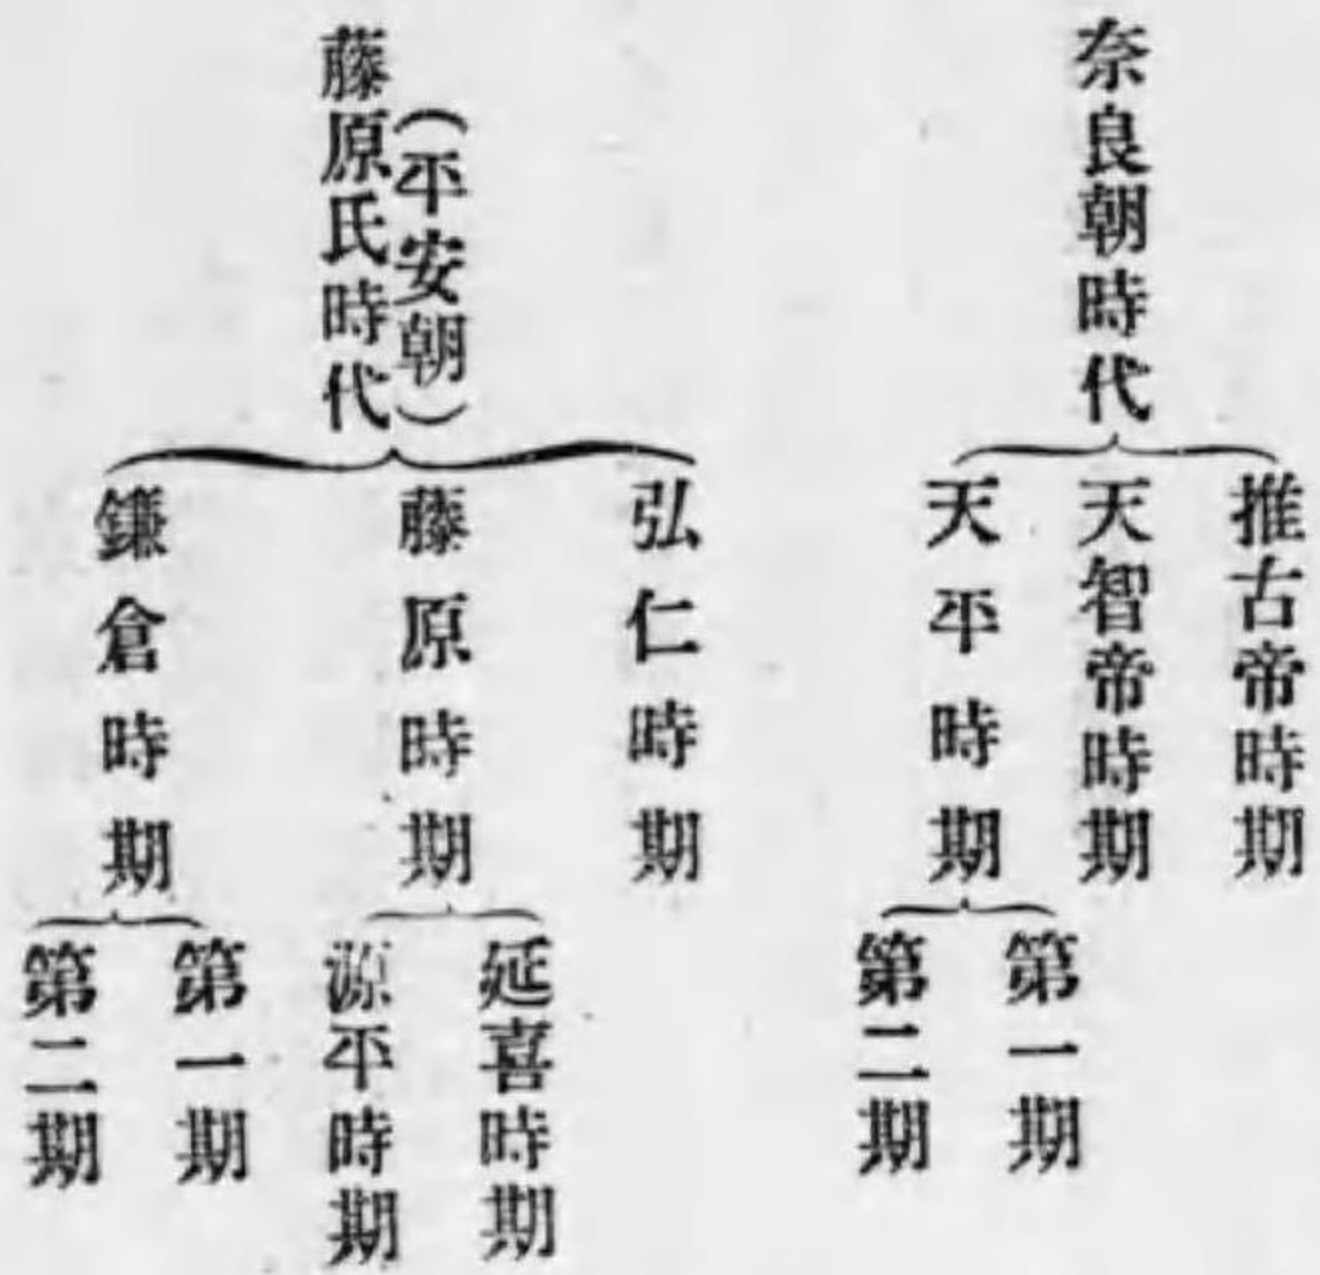 奈良朝時代
推古帝時期
天智帝時期
天平時期
第一期
第二期
(平安朝)
藤原氏時代
弘仁時期
藤原時期
延喜時期
源平時期
鎌倉時期
第一期
第二期